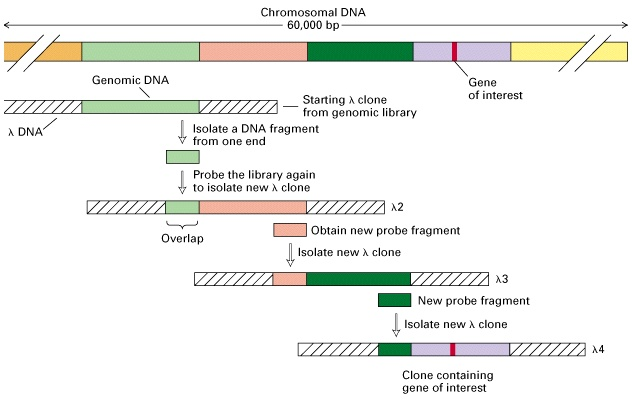 Chromosomal DNA
60,000 bp
Gene
of interest
Genomic DNA
λ DNA
Starting λ clone
from genomic library
Isolate a DNA fragment
from one end
Probe the library again
to isolate new λ clone
λ2
Overlap
Obtain new probe fragment
Isolate new λ clone
λ3
New probe fragment
Isolate new λ clone
λ4
Clone containing
gene of interest